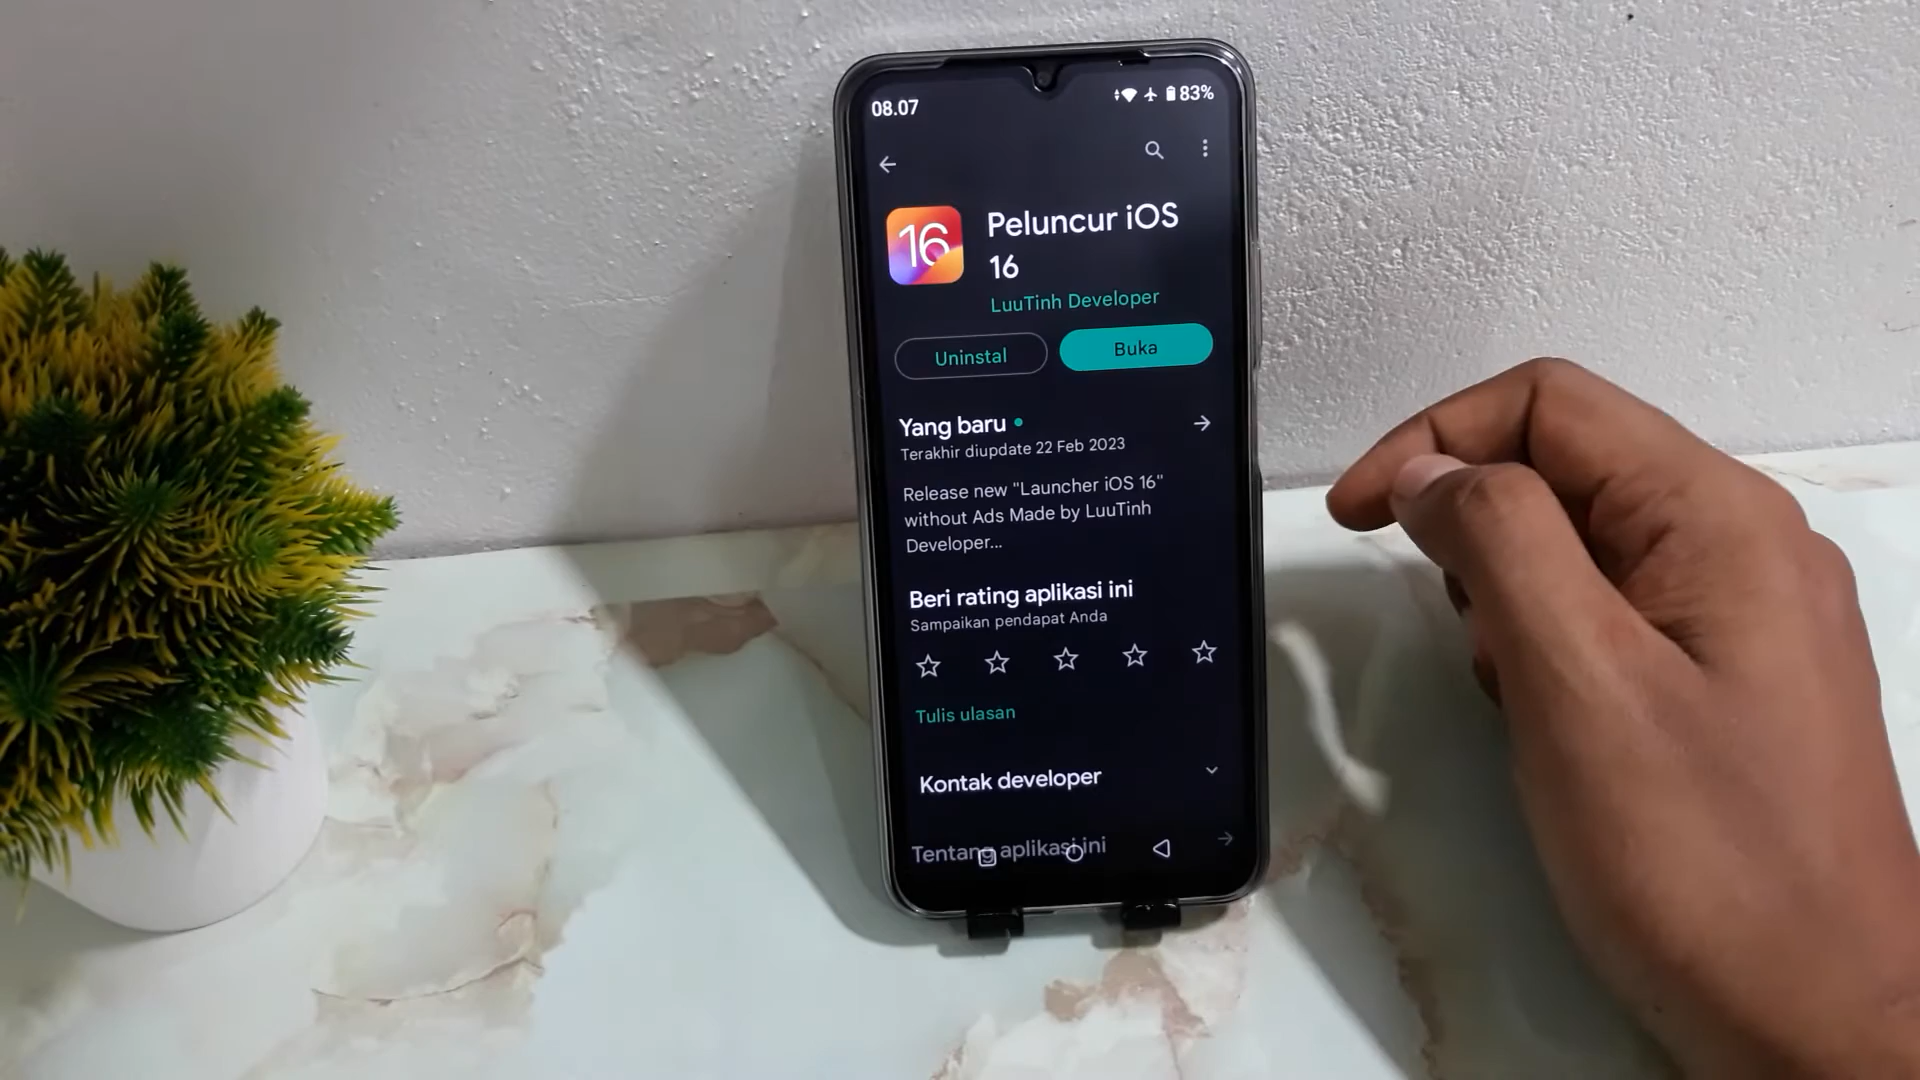 08.07
83%
16
Peluncur iOS
16
LuuTinh Developer
Uninstal
Buka
Yang baru
Terakhir diupdate 22 Feb 2023
Release new "Launcher iOS 16"
without Ads Made by LuuTinh
Developer...
Beri rating aplikasi ini
Sampaikan pendapat Anda
Tulis ulasan
Kontak developer
Tentang aplikasi ini